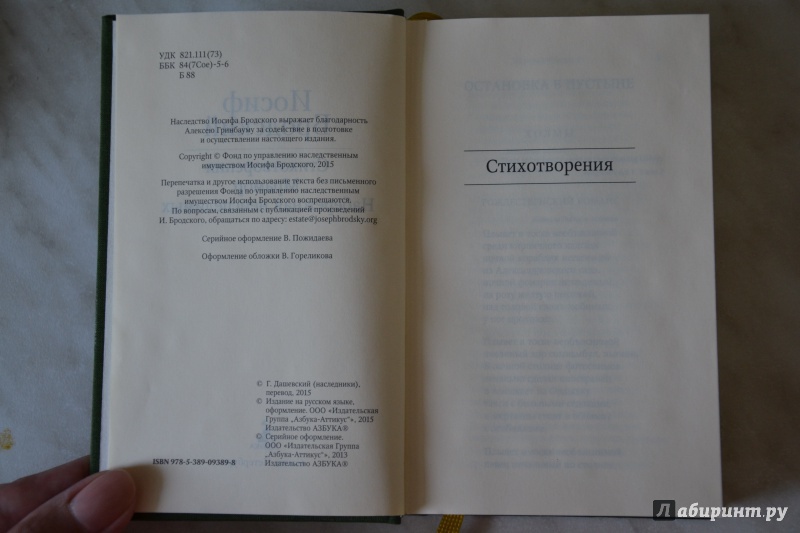 УДК 821.111(73)
ББК 84(7Сое)-5-6
Б 88
Наследство Иосифа Бродского выражает благодарность
Алексею Гринбауму за содействие в подготовке
и осуществлении настоящего издания.
Copyright © Фонд по управлению наследственным
имуществом Иосифа Бродского, 2015
Перепечатка и другое использование текста без письменного
разрешения Фонда по управлению наследственным
имуществом Иосифа Бродского воспрещаются.
По вопросам, связанным с публикацией произведений
И. Бродского, обращаться по адресу: estate@josephbrodsky.org
Серийное оформление В. Пожидаева
Оформление обложки В. Гореликова
© Г. Дашевский (наследники),
перевод, 2015
© Издание на русском языке,
оформление. ООО «Издательская
Группа „Азбука-Аттикус“», 2015
Издательство АЗБУКА®
© Серийное оформление.
ООО «Издательская Группа
„Азбука-Аттикус“», 2013
Издательство АЗБУКА®
ISBN 978-5-389-09389-8
Иосиф
ОСТАНОВКА В ПУСТЫНЕ
Стихотворения
Лабиринт.ру